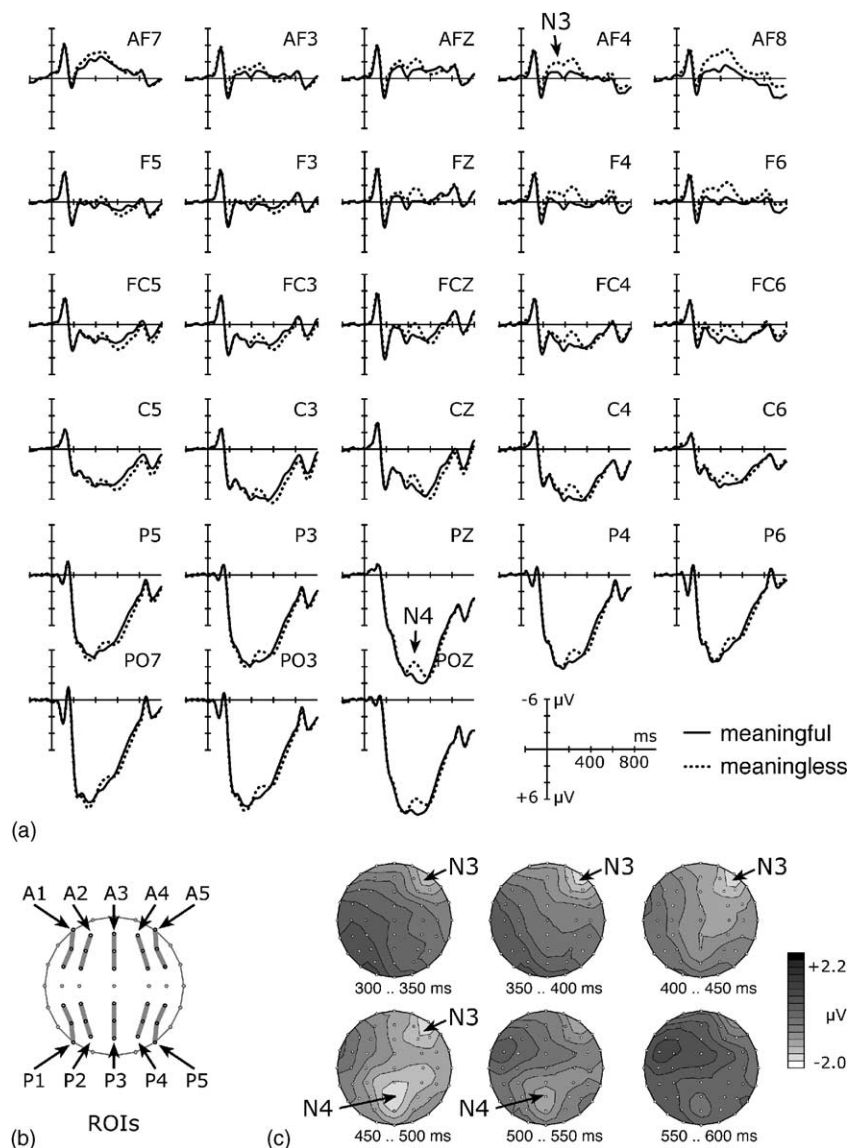 AF7 AF3 AFZ N3 AF4 AF8
F5 F3 FZ F4 F6
FC5 FC3 FCZ FC4 FC6
C5 C3 CZ C4 C6
P5 P3 PZ P4 P6
N4
PO7 PO3 POZ
-6
µV
ms
400 800
+6 µV
meaningful
meaningless
(a)
A1 A2 A3 A4 A5
P1 P2 P3 P4 P5
ROIs
(b)
N3 N3 N3
300 .. 350 ms 350 .. 400 ms 400 .. 450 ms
N3
N4 N4
450 .. 500 ms 500 .. 550 ms 550 .. 600 ms
+2.2
µV
-2.0
(c)